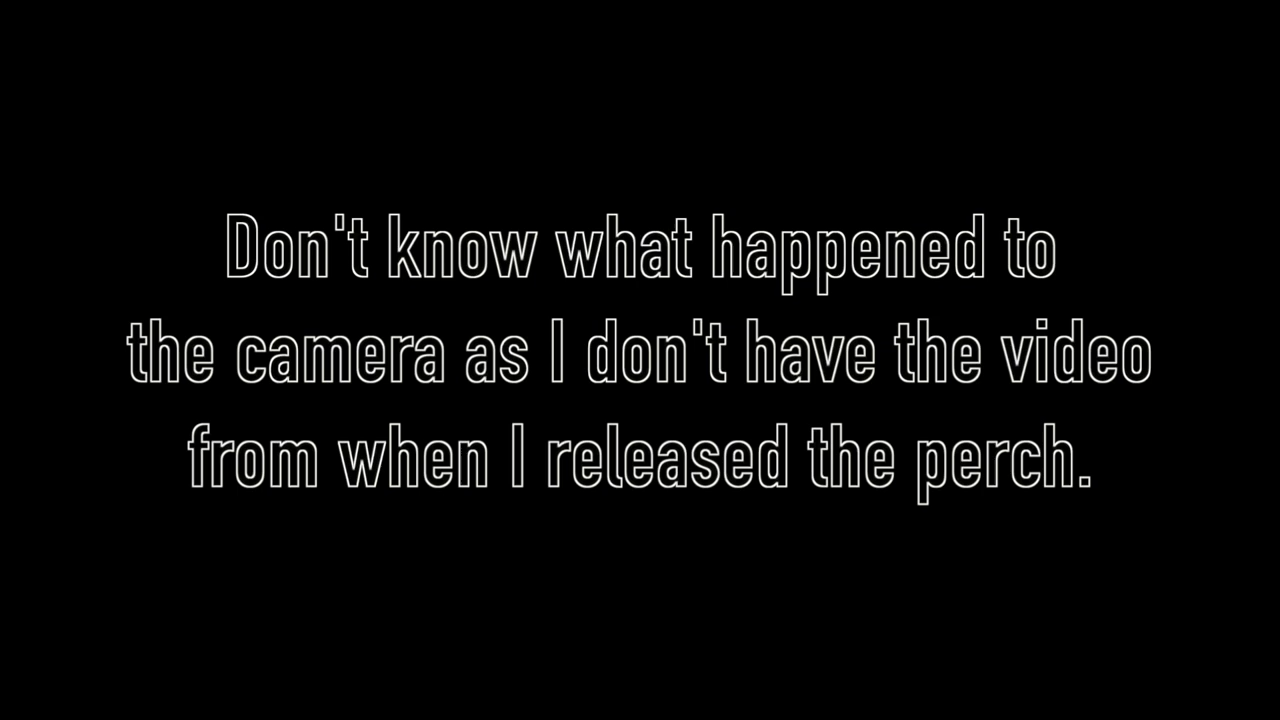 Don't know what happened to
the camera as I don't have the video
from when I released the perch.